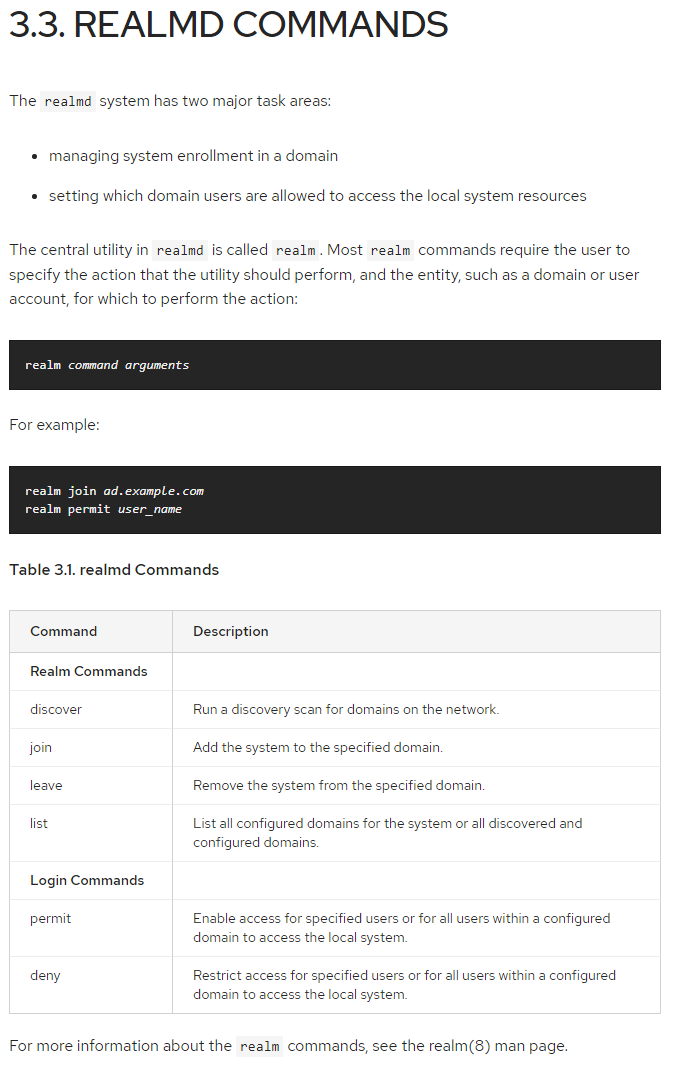 3.3. REALMD COMMANDS
The realmd system has two major task areas:
managing system enrollment in a domain
setting which domain users are allowed to access the local system resources
The central utility in realmd is called realm. Most realm commands require the user to
specify the action that the utility should perform, and the entity, such as a domain or user
account, for which to perform the action:
realm command arguments
For example:
realm join ad.example.com
realm permit user_name
Table 3.1. realmd Commands
Command Description
Realm Commands
discover Run a discovery scan for domains on the network.
join Add the system to the specified domain.
leave Remove the system from the specified domain.
list List all configured domains for the system or all discovered and
configured domains.
Login Commands
permit Enable access for specified users or for all users within a configured
domain to access the local system.
deny Restrict access for specified users or for all users within a configured
domain to access the local system.
For more information about the realm commands, see the realm(8) man page.